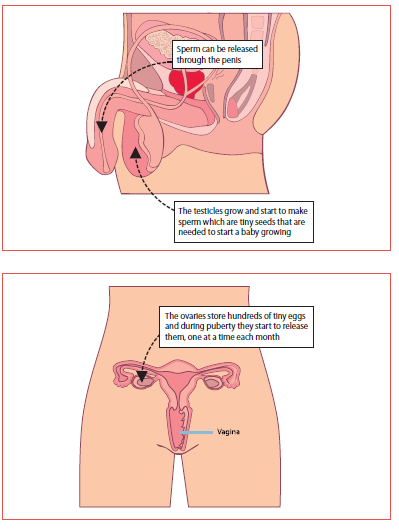 Sperm can be released
through the penis
The testicles grow and start to make
sperm which are tiny seeds that are
needed to start a baby growing
The ovaries store hundreds of tiny eggs
and during puberty they start to release
them, one at a time each month
Vagina